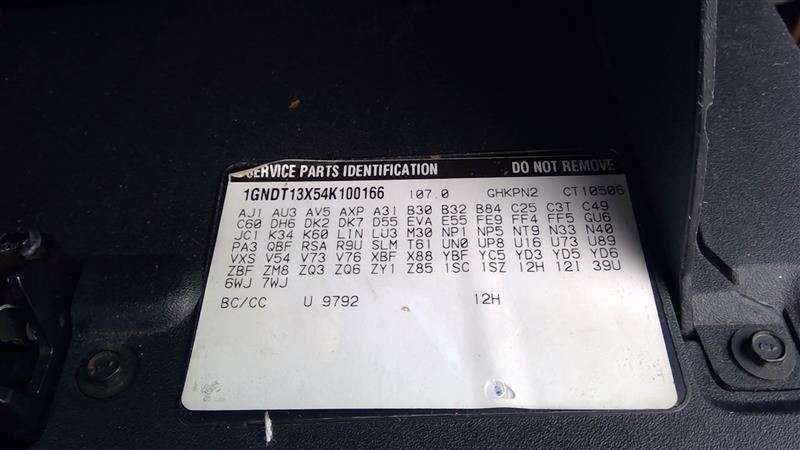 SERVICE PARTS IDENTIFICATION DO NOT REMOVE
1GNDT13X54K100166 107.0 GHKPN2 CT10506
AJ1 AU3 AV5 AXP A31 B30 B32 B84 C25 C3T C49
C60 DH6 DK2 DK7 D55 EVA E55 FE9 FF4 FF5 GU6
JC1 K34 K60 LIN LU3 M30 NP1 NP5 NT9 N33 N40
PA3 QBF RSA R9U SLM T61 UN0 UP8 U16 U73 U89
VXS V54 V73 V76 XBF X88 YBF YC5 YD3 YD5 YD6
ZBF ZM8 ZQ3 ZQ6 ZY1 Z85 1SC 1SZ 12H 12I 39U
6WJ 7WJ
BC/CC U 9792 12H